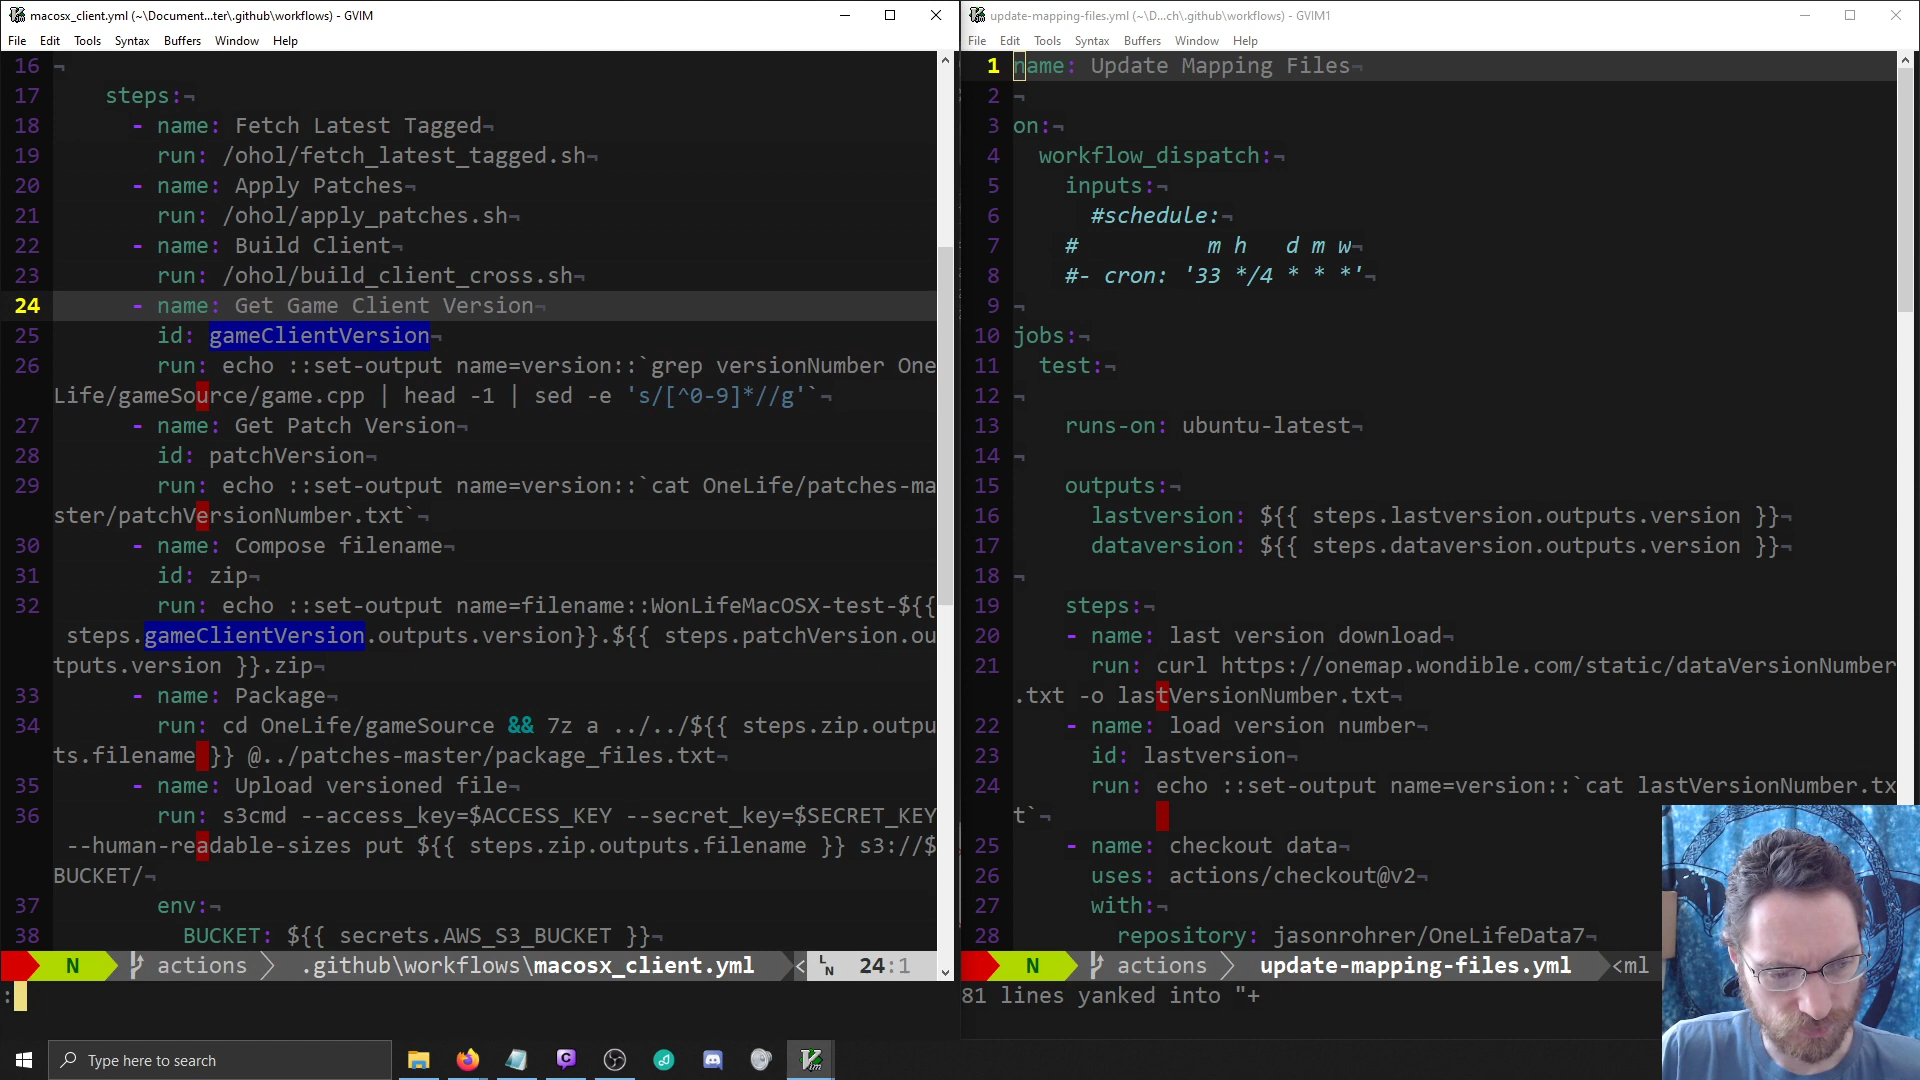 macosx_client.yml (~\Document...ter\.github\workflows) - GVIM
File Edit Tools Syntax Buffers Window Help
16 ¬
17 steps:¬
18 - name: Fetch Latest Tagged¬
19 run: /ohol/fetch_latest_tagged.sh¬
20 - name: Apply Patches¬
21 run: /ohol/apply_patches.sh¬
22 - name: Build Client¬
23 run: /ohol/build_client_cross.sh¬
24 - name: Get Game Client Version¬
25 id: gameClientVersion¬
26 run: echo ::set-output name=version::`grep versionNumber One
Life/gameSource/game.cpp | head -1 | sed -e 's/[^0-9]*//g'`¬
27 - name: Get Patch Version¬
28 id: patchVersion¬
29 run: echo ::set-output name=version::`cat OneLife/patches-ma
ster/patchVersionNumber.txt`¬
30 - name: Compose filename¬
31 id: zip¬
32 run: echo ::set-output name=filename::WonLifeMacOSX-test-${{
steps.gameClientVersion.outputs.version}}.${{ steps.patchVersion.ou
tputs.version }}.zip¬
33 - name: Package¬
34 run: cd OneLife/gameSource && 7z a ../../${{ steps.zip.outpu
ts.filename }} @../patches-master/package_files.txt¬
35 - name: Upload versioned file¬
36 run: s3cmd --access_key=$ACCESS_KEY --secret_key=$SECRET_KEY
--human-readable-sizes put ${{ steps.zip.outputs.filename }} s3://$
BUCKET/¬
37 env:¬
38 BUCKET: ${{ secrets.AWS_S3_BUCKET }}¬
N actions .github\workflows\macosx_client.yml < LN 24:1
:
update-mapping-files.yml (~\D...ch\.github\workflows) - GVIM1
File Edit Tools Syntax Buffers Window Help
1 name: Update Mapping Files¬
2 ¬
3 on:¬
4 workflow_dispatch:¬
5 inputs:¬
6 #schedule:¬
7 # m h d m w¬
8 #- cron: '33 */4 * * *'¬
9 ¬
10 jobs:¬
11 test:¬
12 ¬
13 runs-on: ubuntu-latest¬
14 ¬
15 outputs:¬
16 lastversion: ${{ steps.lastversion.outputs.version }}¬
17 dataversion: ${{ steps.dataversion.outputs.version }}¬
18 ¬
19 steps:¬
20 - name: last version download¬
21 run: curl https://onemap.wondible.com/static/dataVersionNumber
.txt -o lastVersionNumber.txt¬
22 - name: load version number¬
23 id: lastversion¬
24 run: echo ::set-output name=version::`cat lastVersionNumber.tx
t`¬
25 - name: checkout data¬
26 uses: actions/checkout@v2¬
27 with:¬
28 repository: jasonrohrer/OneLifeData7¬
N actions update-mapping-files.yml <ml
81 lines yanked into "+
Type here to search